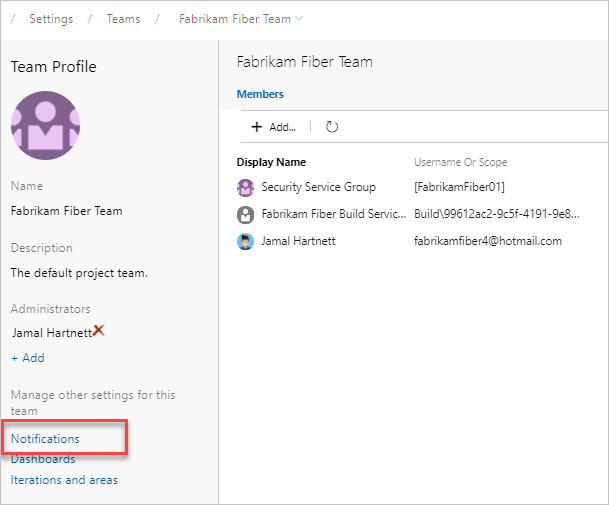 / Settings / Teams / Fabrikam Fiber Team
Team Profile
Name
Fabrikam Fiber Team
Description
The default project team.
Administrators
Jamal Hartnett
+ Add
Manage other settings for this
team
Notifications
Dashboards
Iterations and areas
Fabrikam Fiber Team
Members
+ Add...
Display Name Username Or Scope
Security Service Group [FabrikamFiber01]
Fabrikam Fiber Build Servic... Build\99612ac2-9c5f-4191-9e8...
Jamal Hartnett fabrikamfiber4@hotmail.com